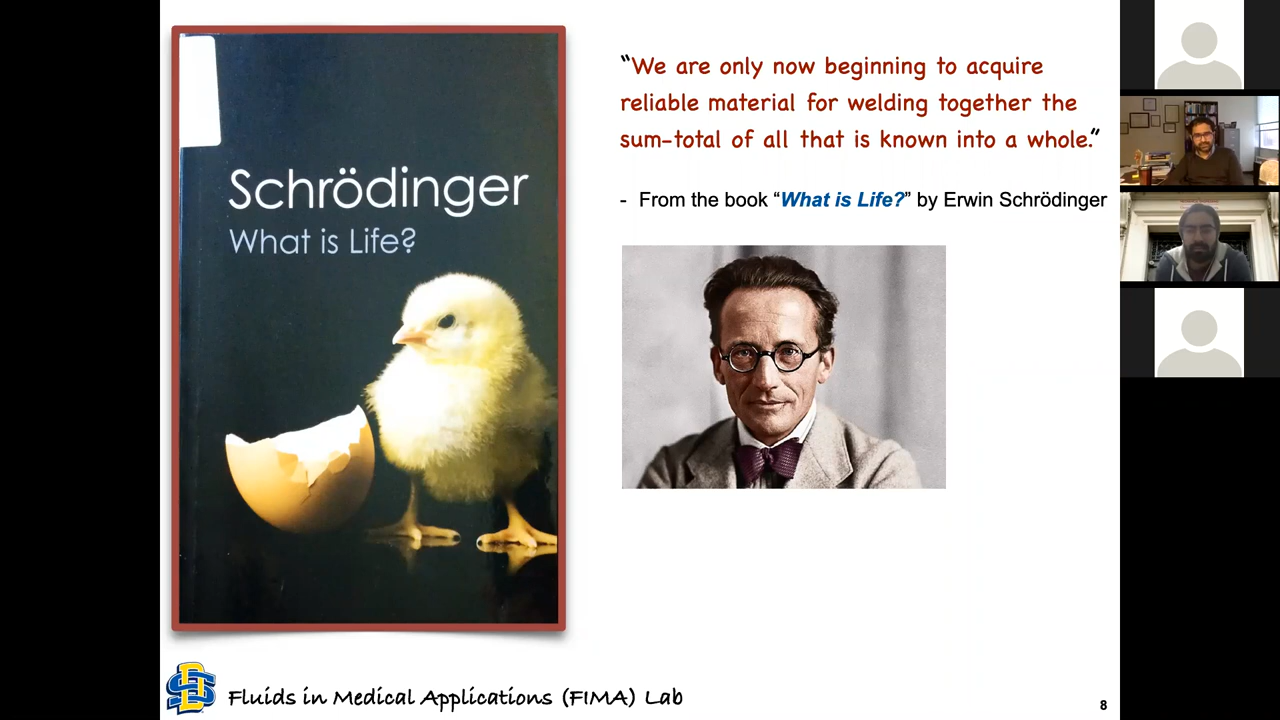 Schrödinger
What is Life?
“We are only now beginning to acquire
reliable material for welding together the
sum-total of all that is known into a whole.”
- From the book “What is Life?” by Erwin Schrödinger
Fluids in Medical Applications (FIMA) Lab
8